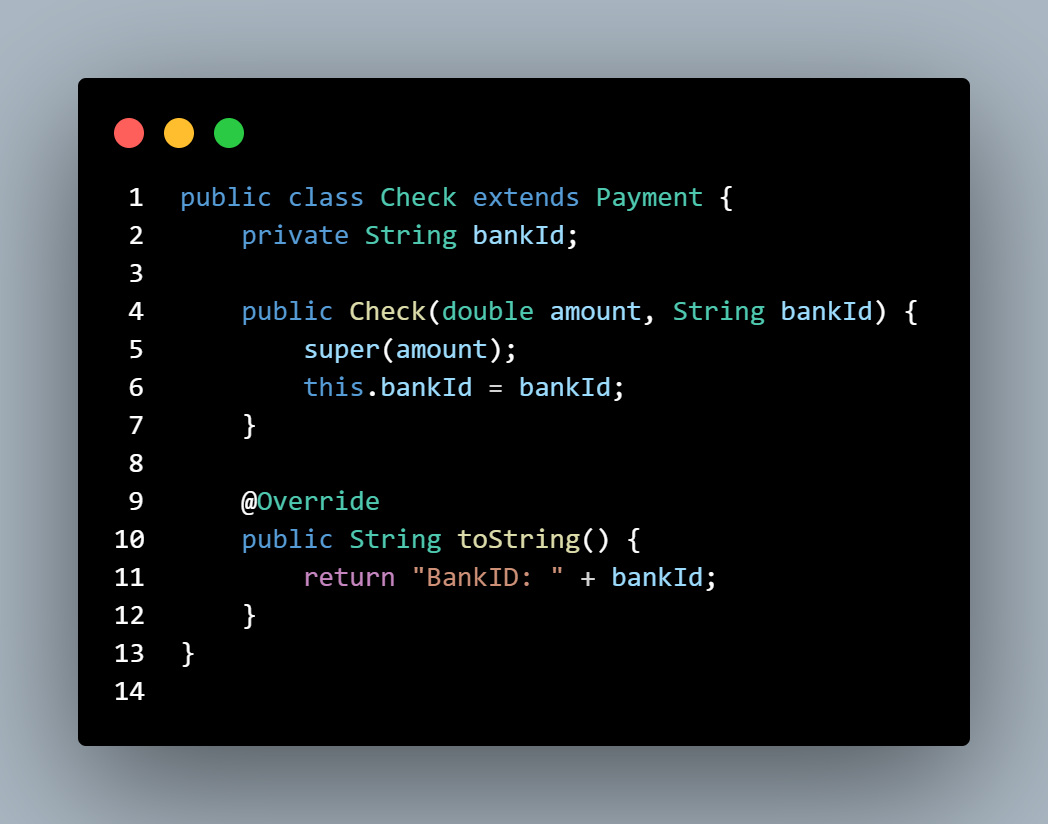 1 public class Check extends Payment {
2     private String bankId;
3
4     public Check(double amount, String bankId) {
5         super(amount);
6         this.bankId = bankId;
7     }
8
9     @Override
10     public String toString() {
11         return "BankID: " + bankId;
12     }
13 }
14